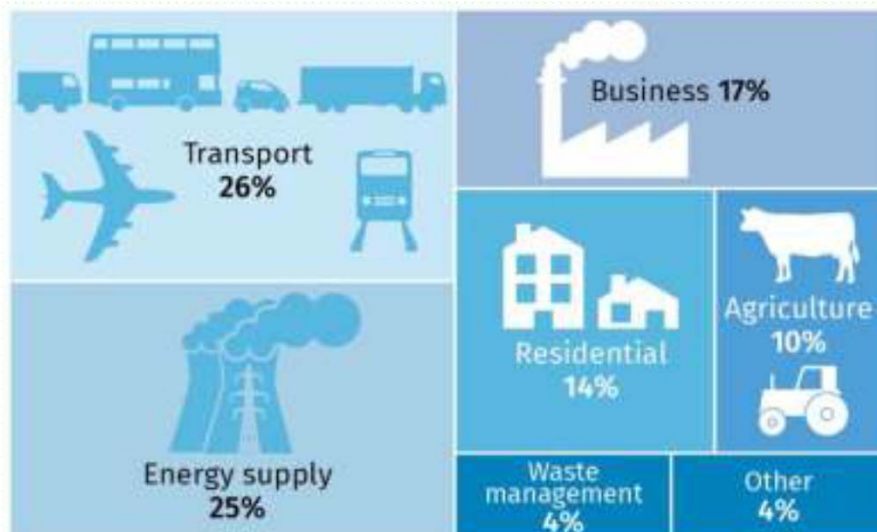 Transport
26%
Business 17%
Residential
14%
Agriculture
10%
Energy supply
25%
Waste
management
4%
Other
4%